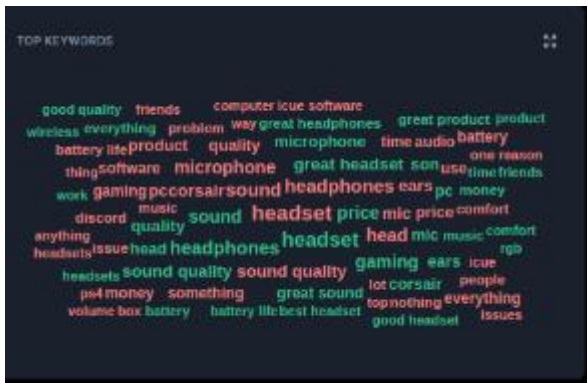 TOP KEYWORDS
good quality friends computer icue software
wireless everything problem way great headphones great product product
battery life product quality microphone time audio battery
thing software microphone great headset son use one reason time friends
work gaming pc corsair sound headphones ears pc money
discord music sound headset price mic price comfort
anything quality
headsets issue head headphones headset head mic music comfort rgb
headsets sound quality sound quality gaming ears icue
ps4 money something great sound lot corsair people
volume box battery battery life best headset top nothing everything
good headset issues